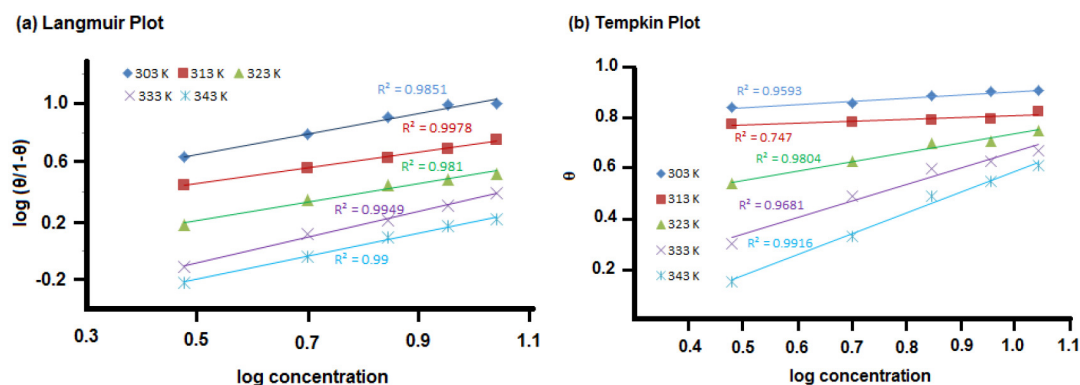 (a) Langmuir Plot
303 K 313 K 323 K
333 K 343 K
1.0
0.6
0.2
-0.2
log (θ/1-θ)
R² = 0.9851
R² = 0.9978
R² = 0.981
R² = 0.9949
R² = 0.99
0.3 0.5 0.7 0.9 1.1
log concentration
(b) Tempkin Plot
1.0
0.8
0.6
0.4
0.2
θ
R² = 0.9593
R² = 0.747
R² = 0.9804
R² = 0.9681
R² = 0.9916
303 K
313 K
323 K
333 K
343 K
0.4 0.5 0.6 0.7 0.8 0.9 1.0 1.1
log concentration